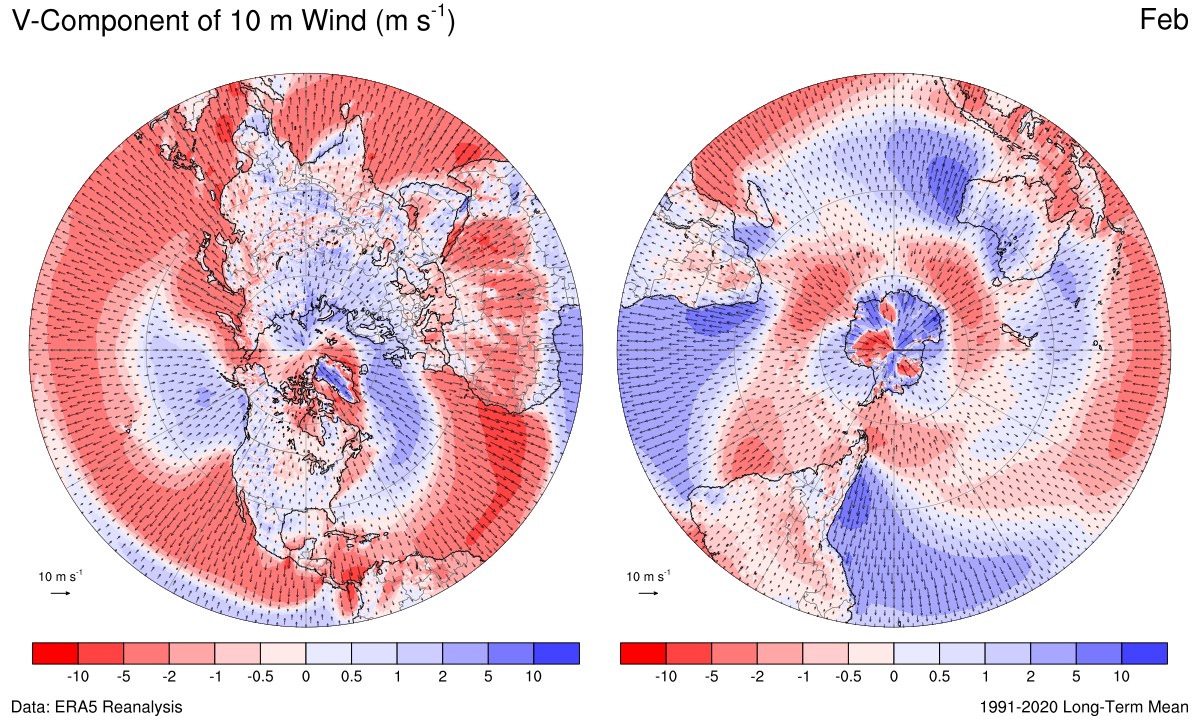 V-Component of 10 m Wind (m s-1) Feb
10 m s-1 10 m s-1
-10 -5 -2 -1 -0.5 0 0.5 1 2 5 10 -10 -5 -2 -1 -0.5 0 0.5 1 2 5 10
Data: ERA5 Reanalysis 1991-2020 Long-Term Mean